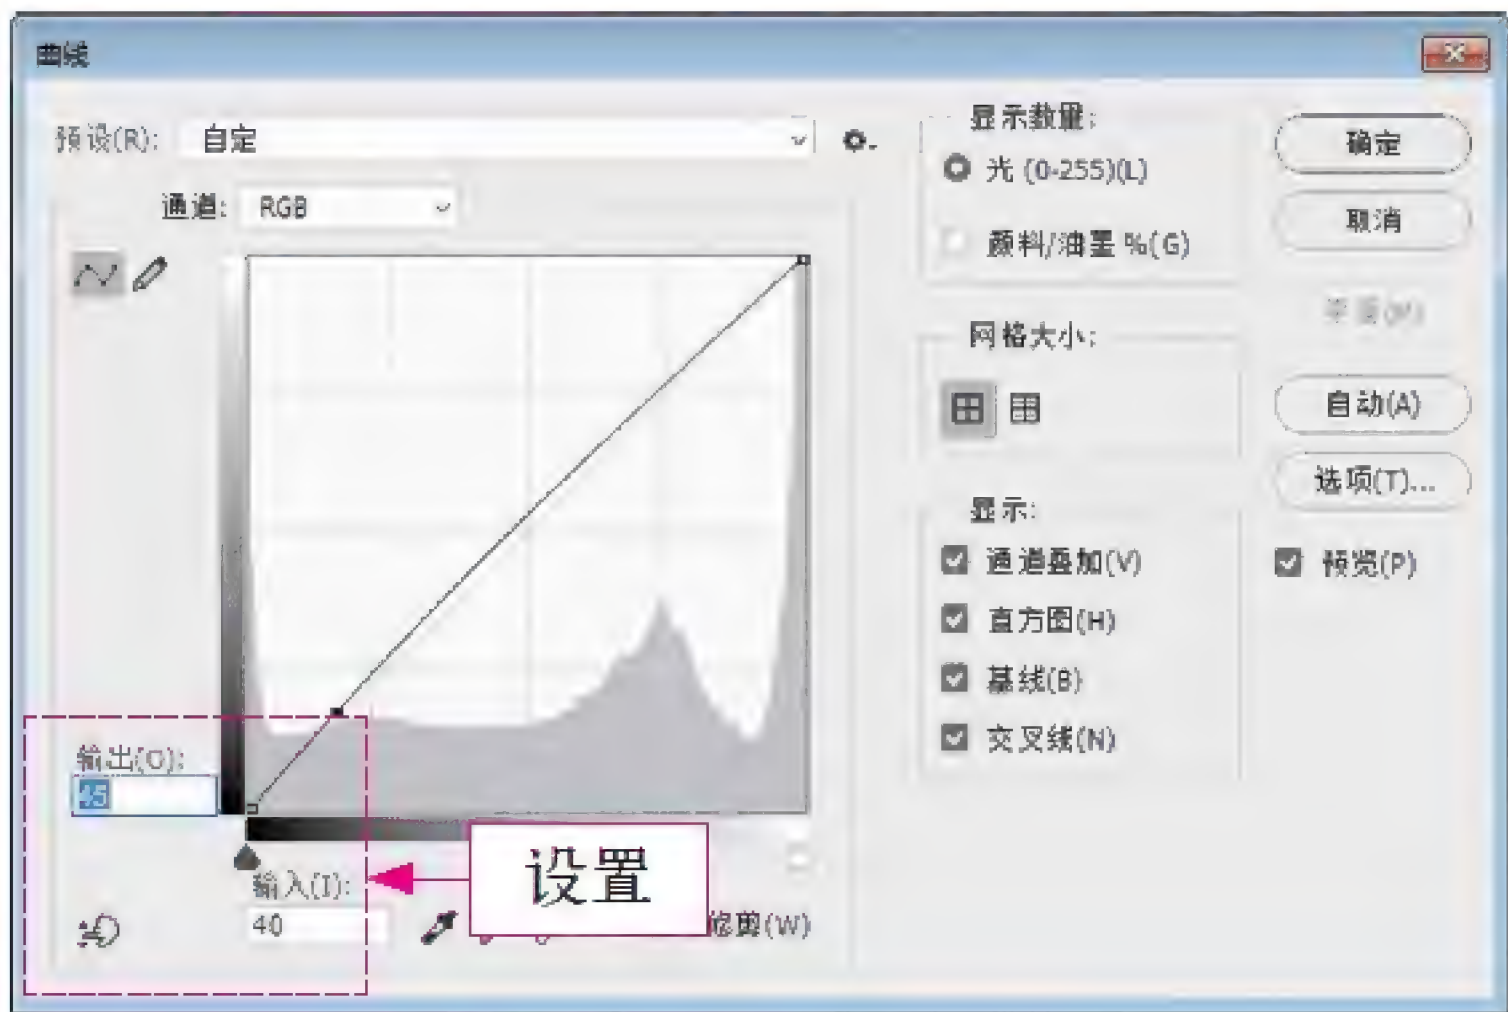 曲线
预设(R): 自定
通道: RGB
输出(O):
45
输入(I):
40
设置
修剪(W)
显示数量:
光 (0-255)(L)
颜料/油墨 %(G)
网格大小:
显示:
通道叠加(V)
直方图(H)
基线(B)
交叉线(N)
确定
取消
自动(A)
选项(T)...
预览(P)